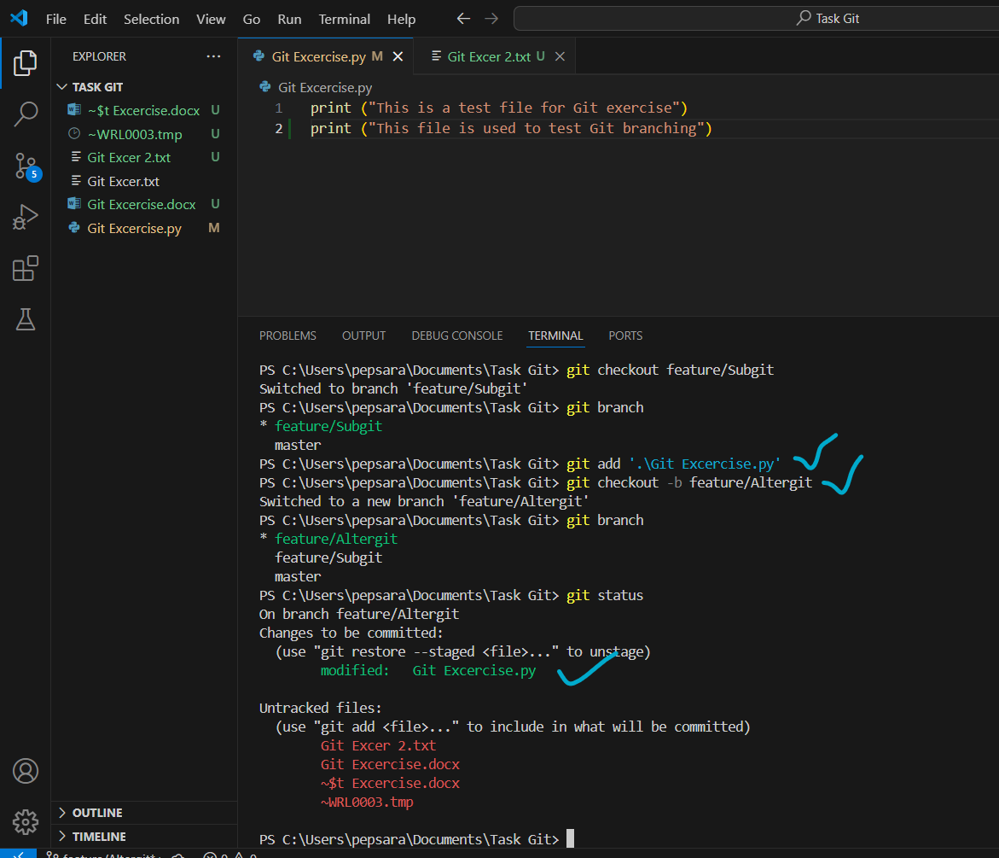 File Edit Selection View Go Run Terminal Help Task Git
EXPLORER ...
TASK GIT
~$t Excercise.docx U
~WRL0003.tmp U
Git Excer 2.txt U
Git Excer.txt
Git Excercise.docx U
Git Excercise.py M
5
OUTLINE
TIMELINE
Git Excercise.py M Git Excer 2.txt U
Git Excercise.py
1 print ("This is a test file for Git exercise")
2 print ("This file is used to test Git branching")
PROBLEMS OUTPUT DEBUG CONSOLE TERMINAL PORTS
PS C:\Users\pepsara\Documents\Task Git> git checkout feature/Subgit
Switched to branch 'feature/Subgit'
PS C:\Users\pepsara\Documents\Task Git> git branch
* feature/Subgit
master
PS C:\Users\pepsara\Documents\Task Git> git add '.\Git Excercise.py'
PS C:\Users\pepsara\Documents\Task Git> git checkout -b feature/Altergit
Switched to a new branch 'feature/Altergit'
PS C:\Users\pepsara\Documents\Task Git> git branch
* feature/Altergit
feature/Subgit
master
PS C:\Users\pepsara\Documents\Task Git> git status
On branch feature/Altergit
Changes to be committed:
(use "git restore --staged <file>..." to unstage)
modified: Git Excercise.py
Untracked files:
(use "git add <file>..." to include in what will be committed)
Git Excer 2.txt
Git Excercise.docx
~$t Excercise.docx
~WRL0003.tmp
PS C:\Users\pepsara\Documents\Task Git>